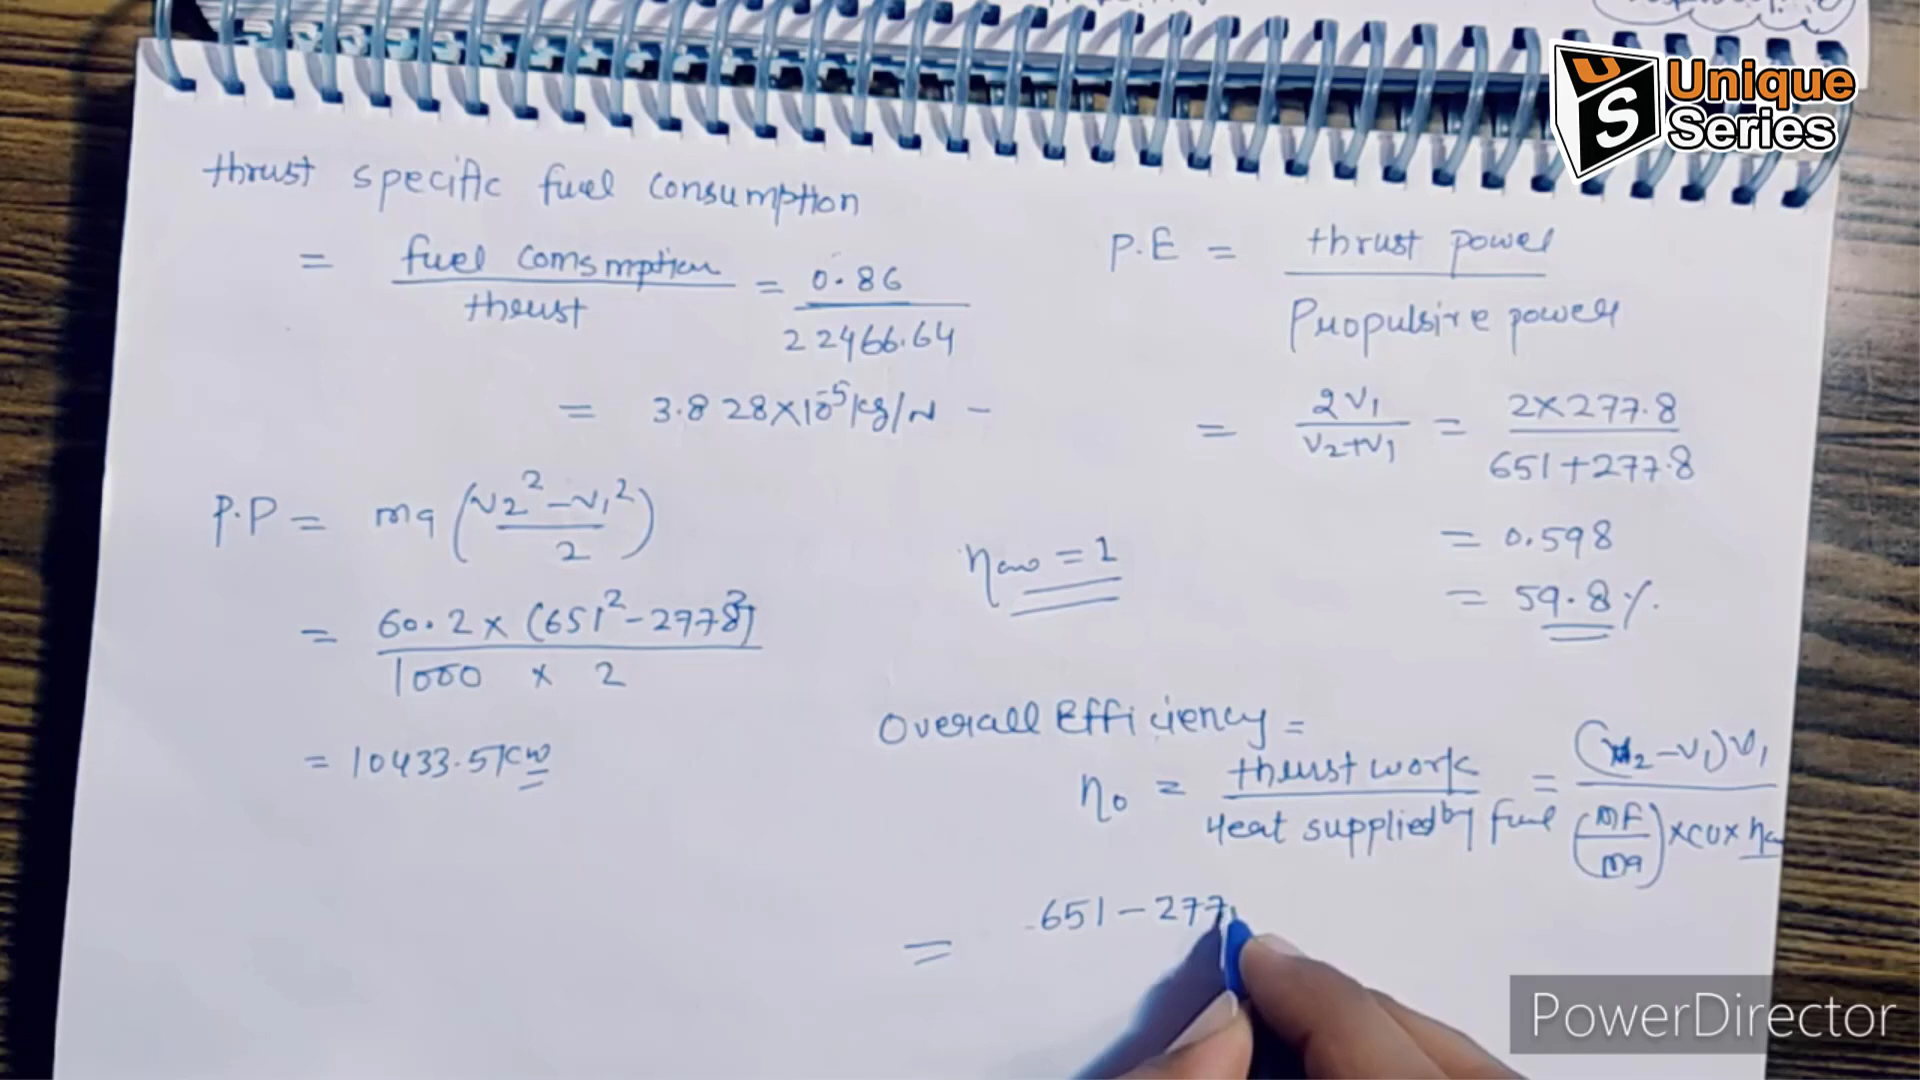 Unique
Series
US
thrust specific fuel consumption
= fuel comsmption / thrust = 0.86 / 22466.64
= 3.828×10⁻⁵ kg/N -
P.P = ma (v2² - v1² / 2)
= 60.2 × (651² - 277.8²) / 1000 × 2
= 10433.5 kw
P.E = thrust power / Propulsive power
= 2V1 / V2+V1 = 2×277.8 / 651+277.8
= 0.598
= 59.8 %.
= 1
Overall Efficiency =
η₀ = thrust work / Heat supplied by fuel = (V2-V1)V1 / (mf/ma) × CV × η
= 651 - 277
PowerDirector